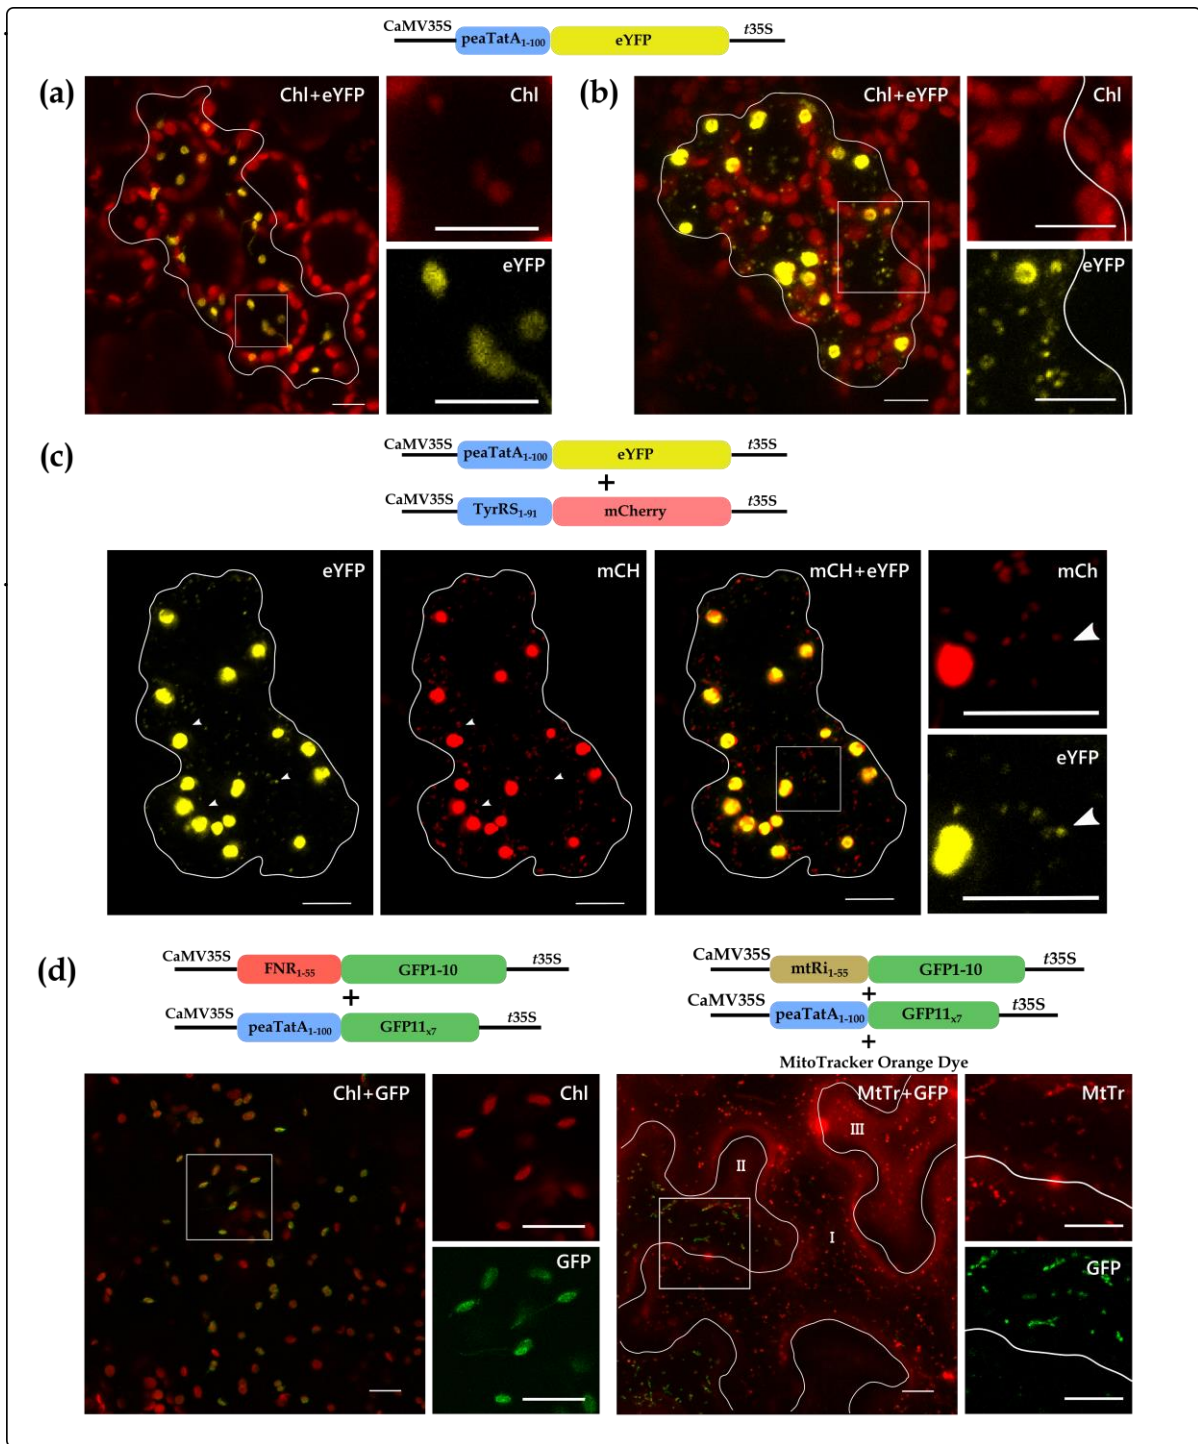 CaMV35S peaTatA1-100 eYFP t35S
(a) Chl+eYFP Chl (b) Chl+eYFP Chl
eYFP eYFP
(c) CaMV35S peaTatA1-100 eYFP t35S
+
CaMV35S TyrRS1-91 mCherry t35S
eYFP mCH mCH+eYFP mCh
eYFP
(d) CaMV35S FNR1-55 GFP1-10 t35S
+
CaMV35S peaTatA1-100 GFP11x7 t35S
CaMV35S mtRi1-55 GFP1-10 t35S
+
CaMV35S peaTatA1-100 GFP11x7 t35S
+
MitoTracker Orange Dye
Chl+GFP Chl MtTr+GFP MtTr
III
II
I
GFP GFP